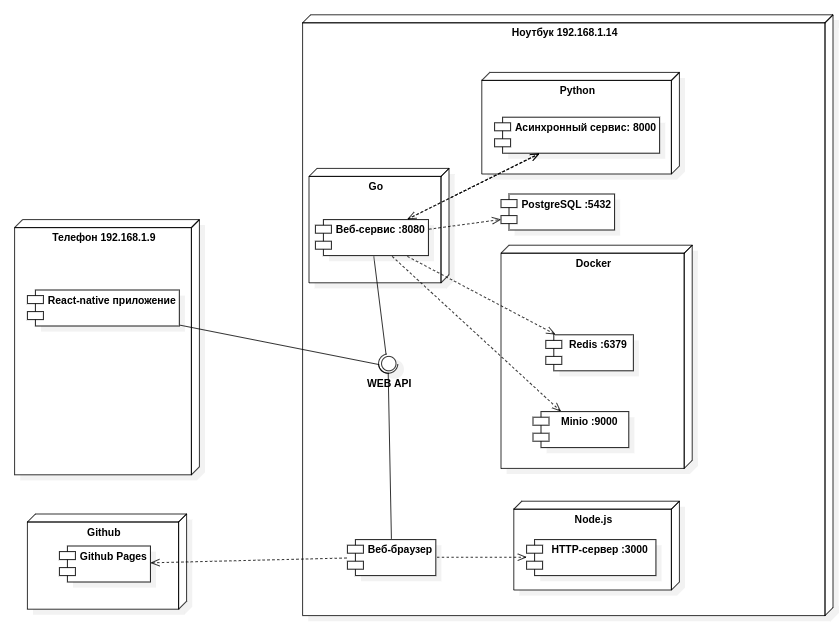 Ноутбук 192.168.1.14
Python
Асинхронный сервис: 8000
Go
Веб-сервис :8080
PostgreSQL :5432
Телефон 192.168.1.9
React-native приложение
Docker
Redis :6379
WEB API
Minio :9000
Github
Github Pages
Веб-браузер
Node.js
HTTP-сервер :3000